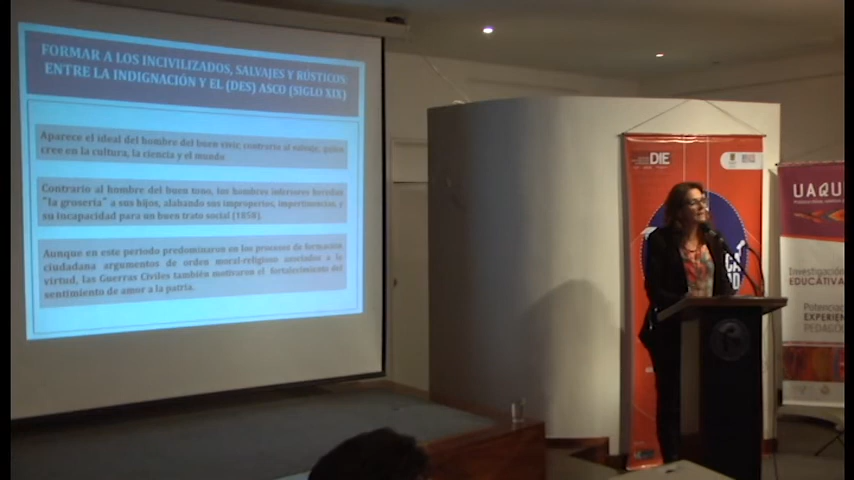 FORMAR A LOS INCIVILIZADOS, SALVAJES Y RÚSTICOS:
ENTRE LA INDIGNACIÓN Y EL (DES) ASCO (SIGLO XIX)
Aparece el ideal del hombre del buen vivir, contrario al salvaje, quien
cree en la cultura, la ciencia y el mundo
Contrario al hombre del buen tono, los hombres inferiores heredan
"la grosería" a sus hijos, alabando sus improperios, impertinencias, y
su incapacidad para un buen trato social (1858).
Aunque en este período predominaron en los procesos de formación
ciudadana argumentos de orden moral-religioso asociados a la
virtud, las Guerras Civiles también motivaron el fortalecimiento del
sentimiento de amor a la patria.
DIE
UAQU
Investigación
EDUCATIVA
Potencia
EXPERIEN
PEDAGÓ